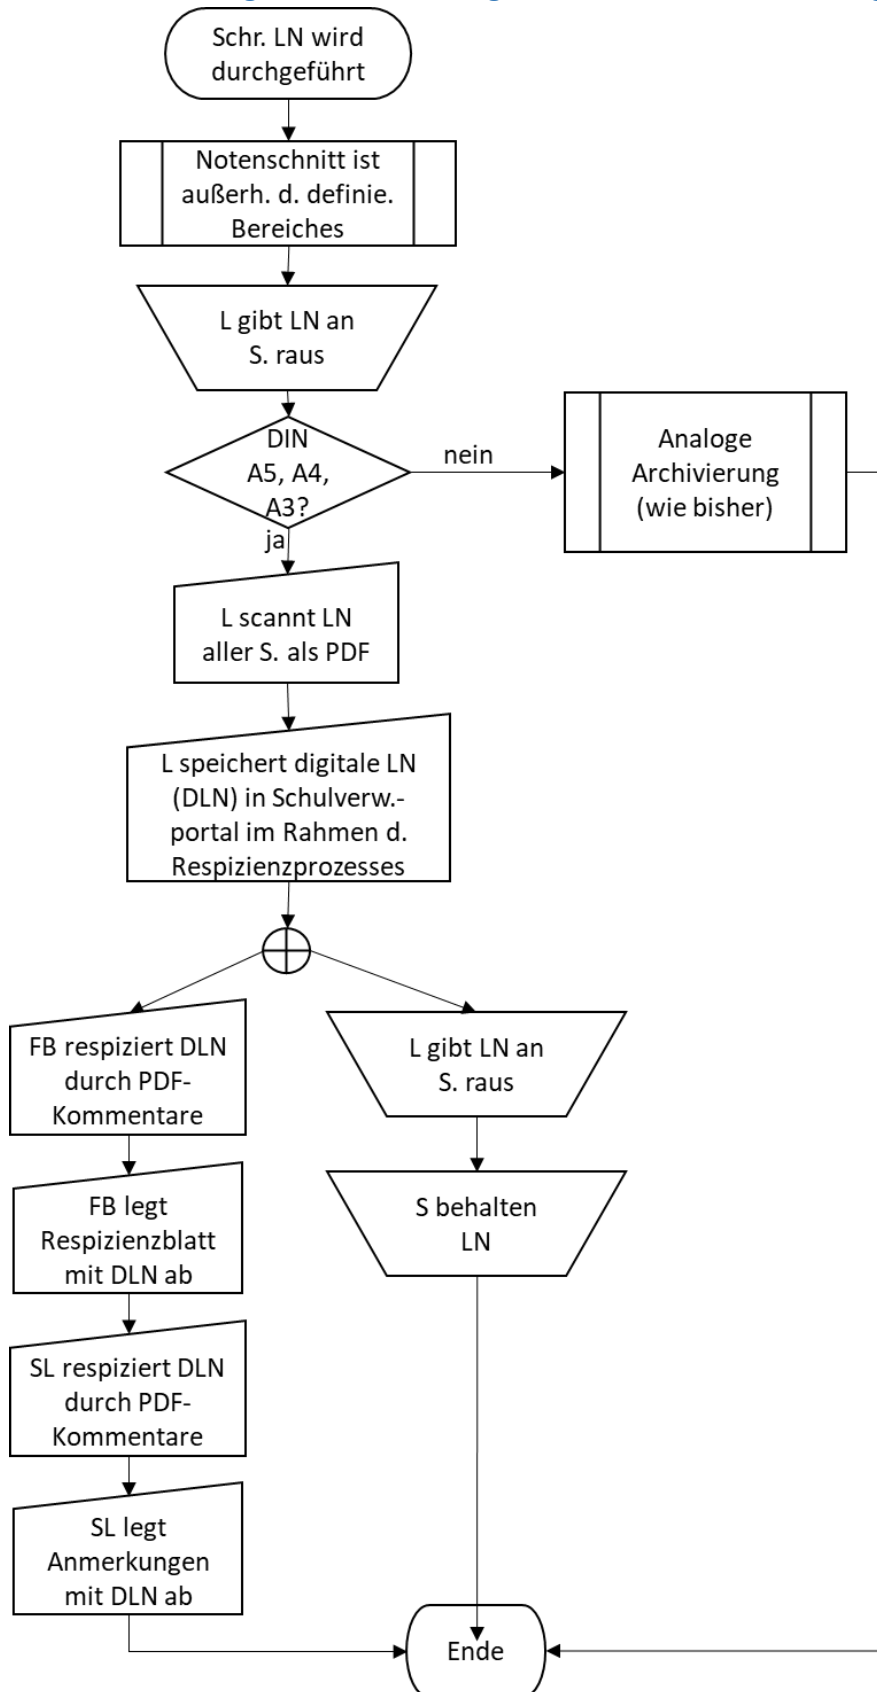 Schr. LN wird
durchgeführt
Notenschnitt ist
außerh. d. definie.
Bereiches
L gibt LN an
S. raus
DIN
A5, A4,
A3?
nein
Analoge
Archivierung
(wie bisher)
ja
L scannt LN
aller S. als PDF
L speichert digitale LN
(DLN) in Schulverw.-
portal im Rahmen d.
Respizienzprozesses
FB respiziert DLN
durch PDF-
Kommentare
L gibt LN an
S. raus
FB legt
Respizienzblatt
mit DLN ab
S behalten
LN
SL respiziert DLN
durch PDF-
Kommentare
SL legt
Anmerkungen
mit DLN ab
Ende